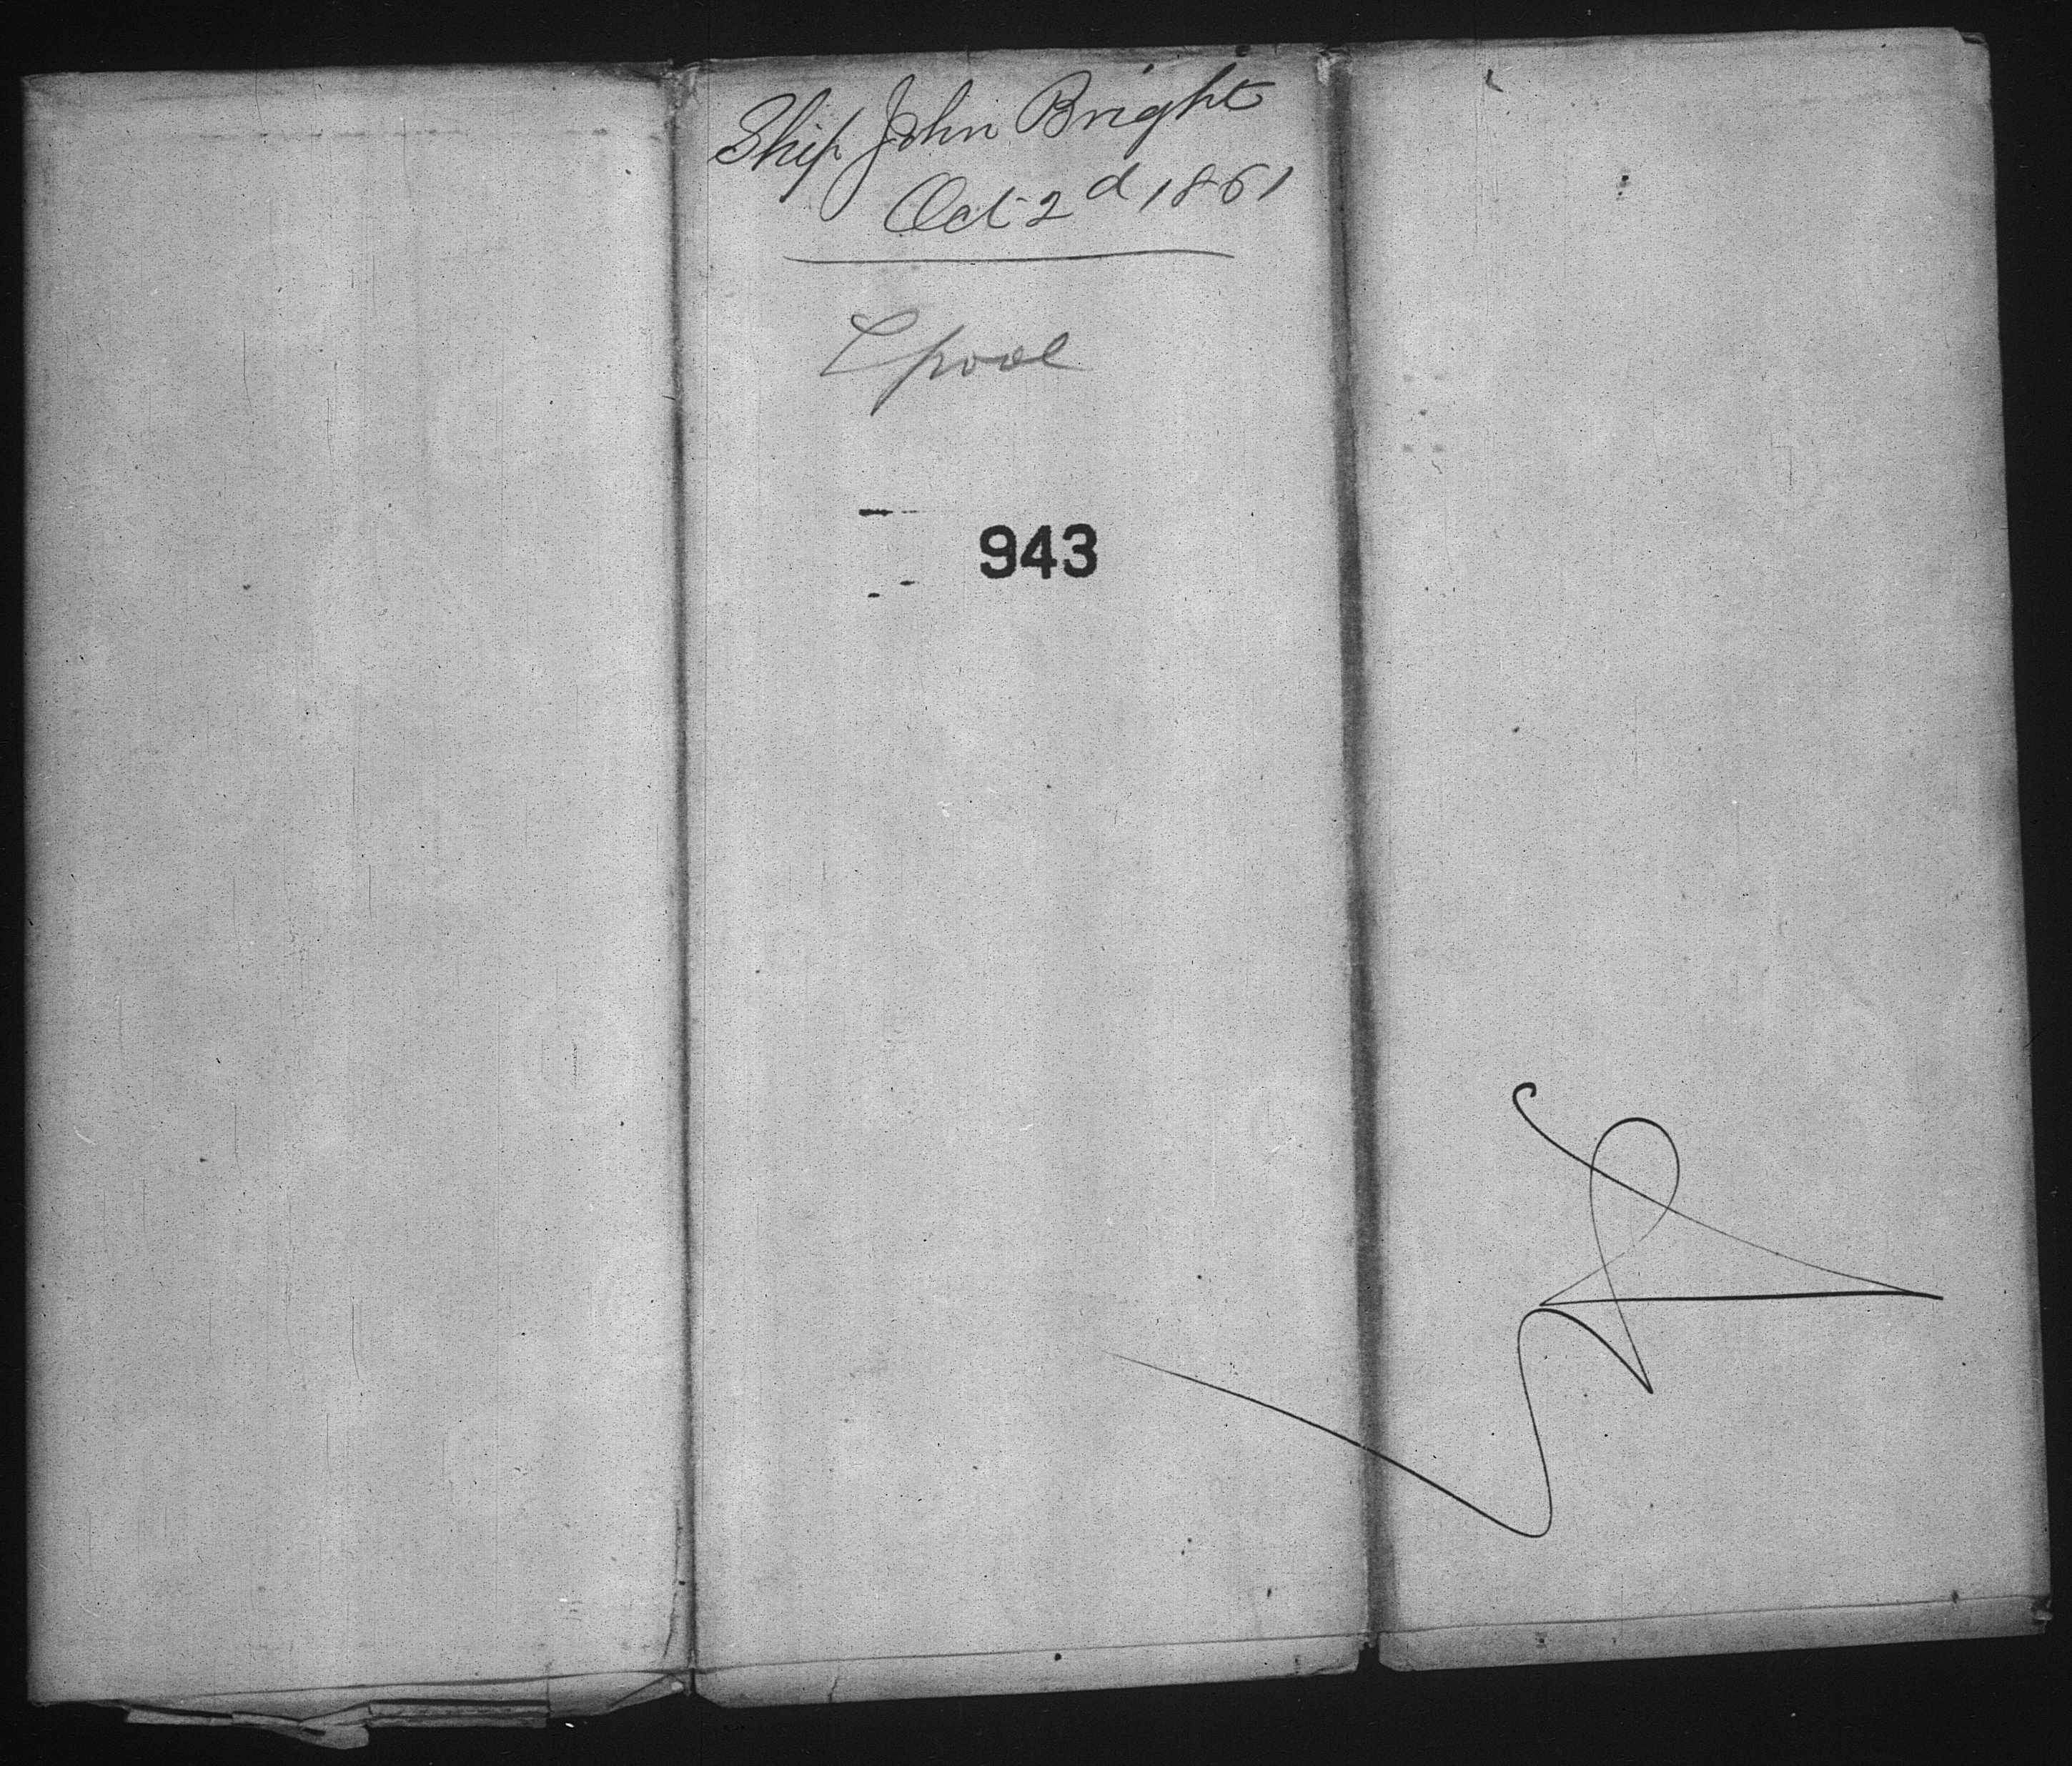 Ship John Bright
Oct 2d 1861
Lpool
943